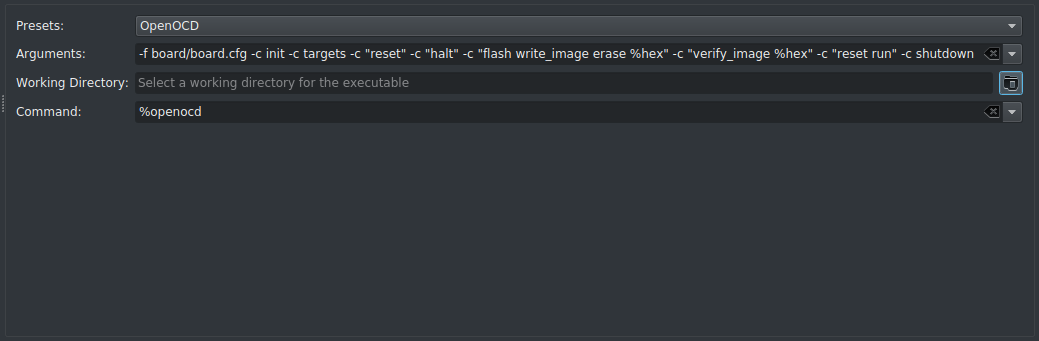 Presets: OpenOCD
Arguments: -f board/board.cfg -c init -c targets -c "reset" -c "halt" -c "flash write_image erase %hex" -c "verify_image %hex" -c "reset run" -c shutdown
Working Directory: Select a working directory for the executable
Command: %openocd